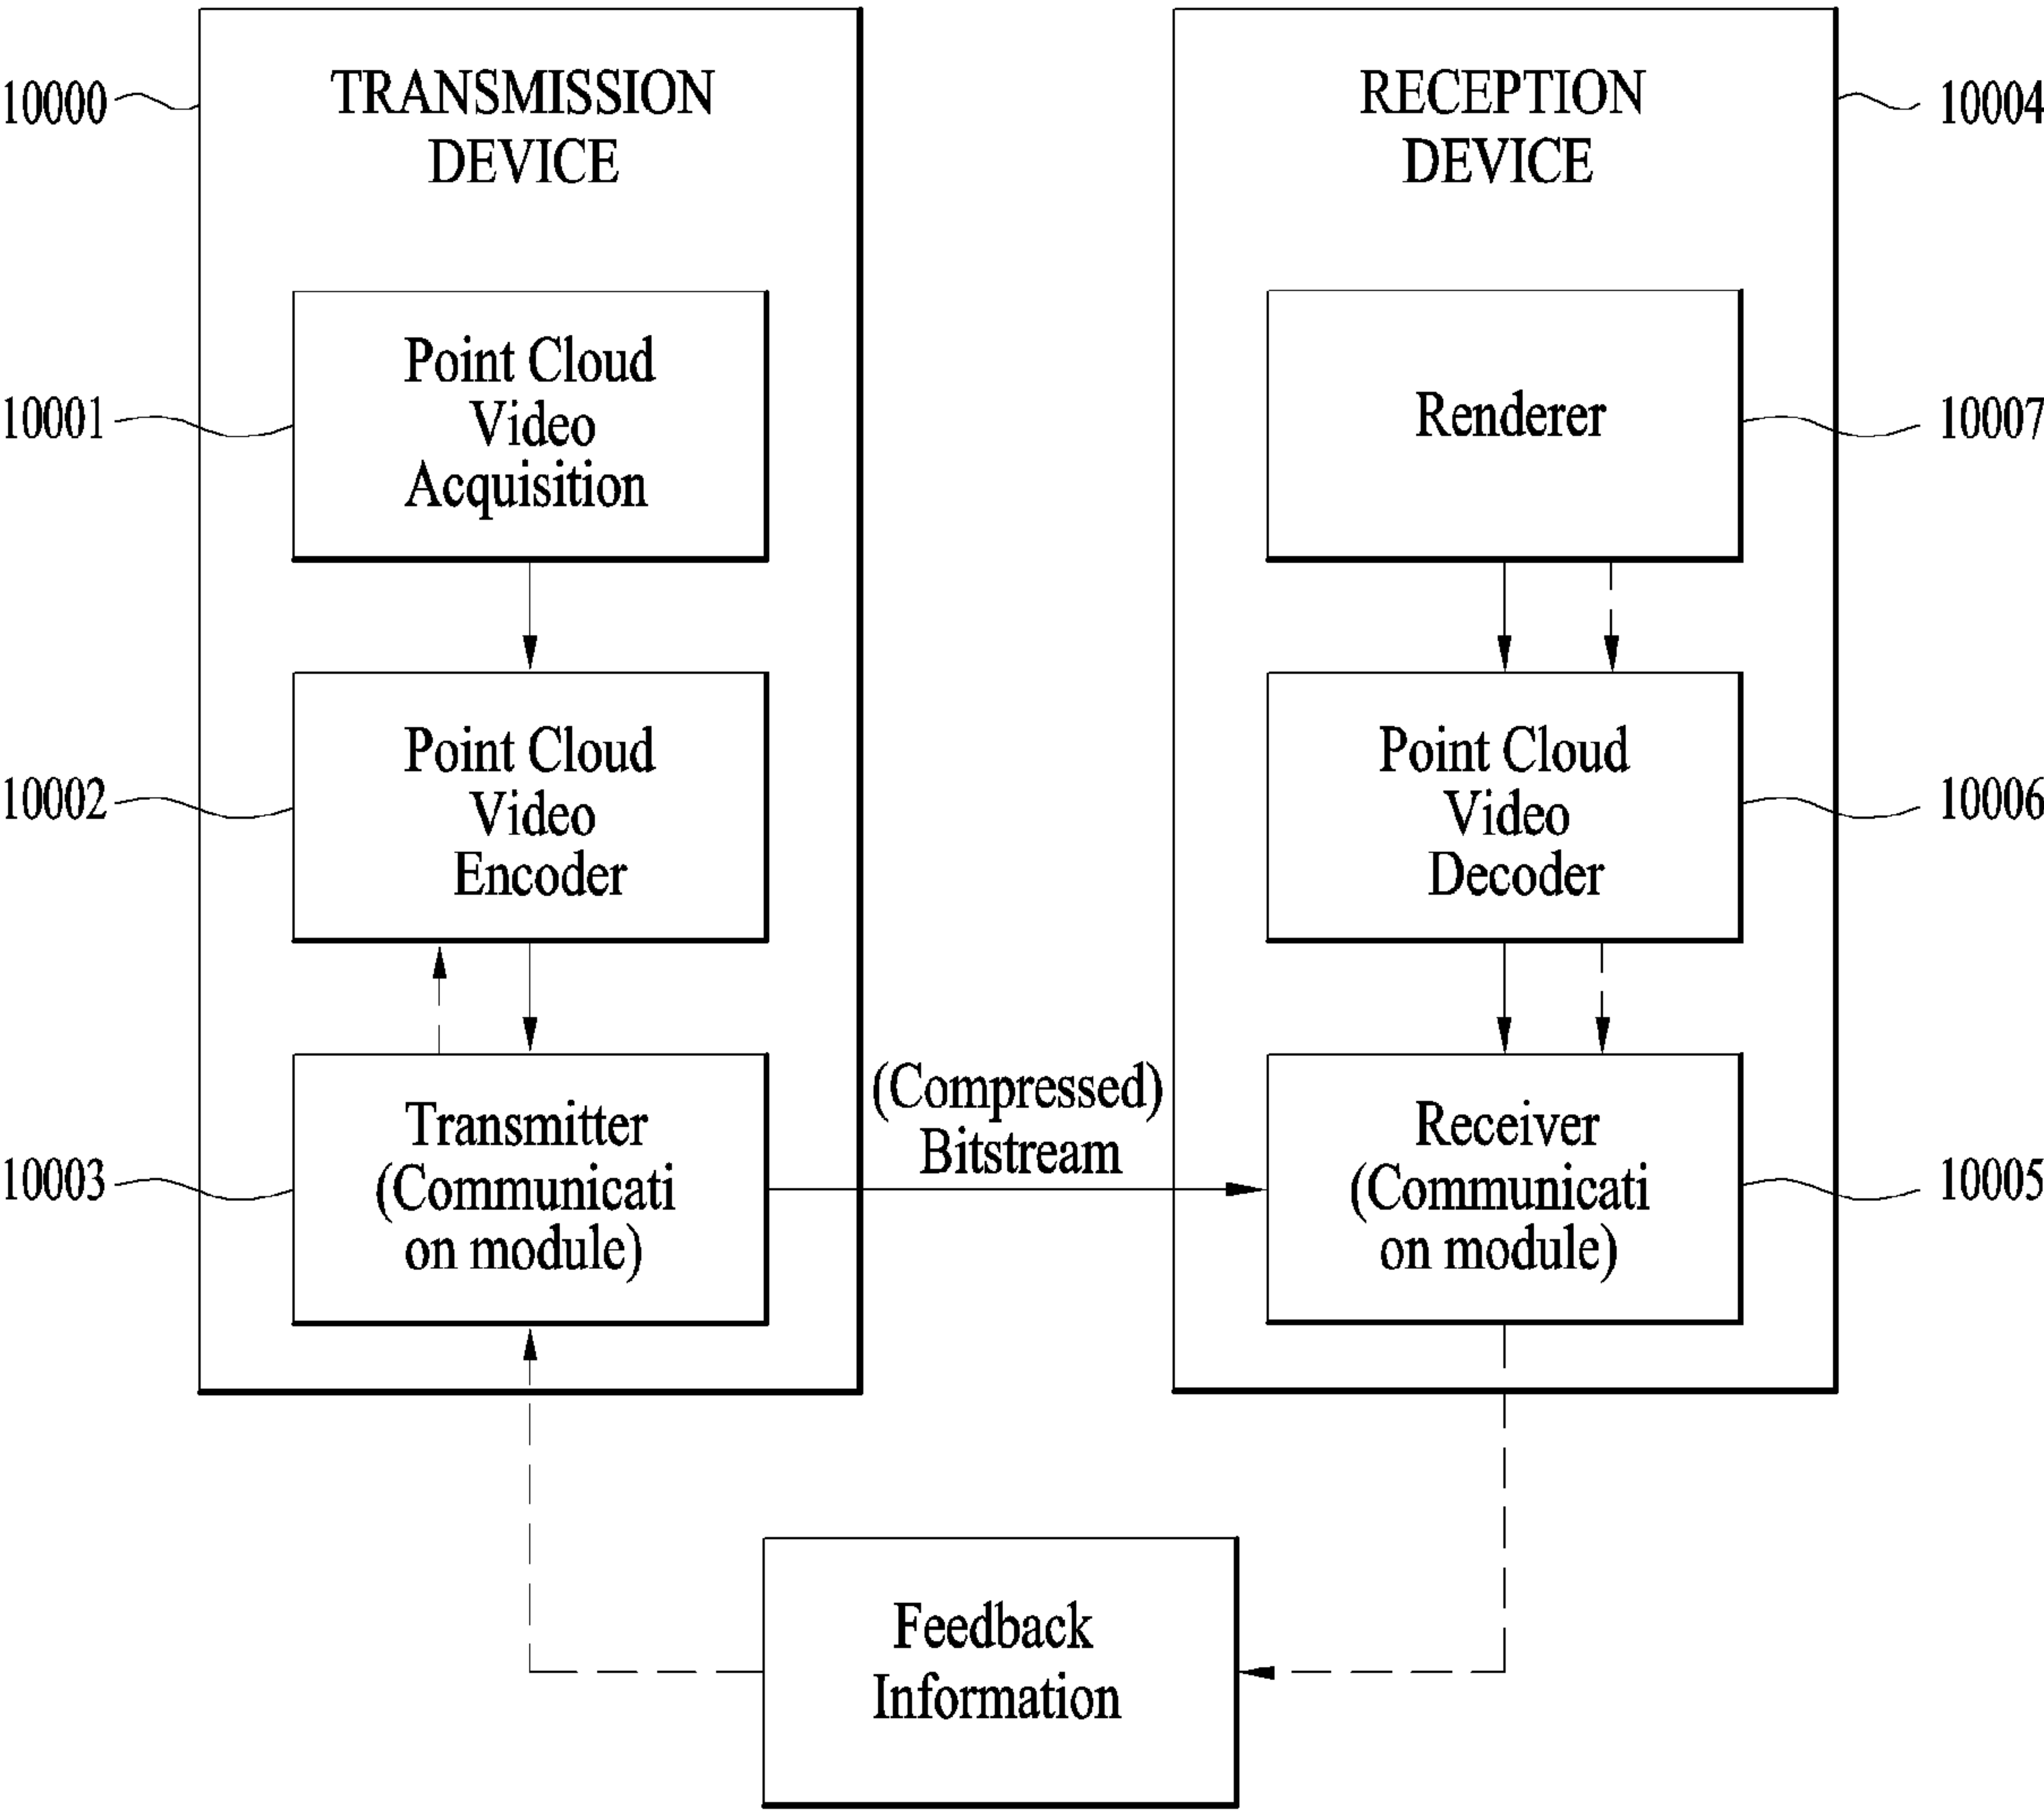 10000
TRANSMISSION
DEVICE
10001
Point Cloud
Video
Acquisition
10002
Point Cloud
Video
Encoder
10003
Transmitter
(Communicati
on module)
(Compressed)
Bitstream
RECEPTION
DEVICE
10004
Renderer
10007
Point Cloud
Video
Decoder
10006
Receiver
(Communicati
on module)
10005
Feedback
Information